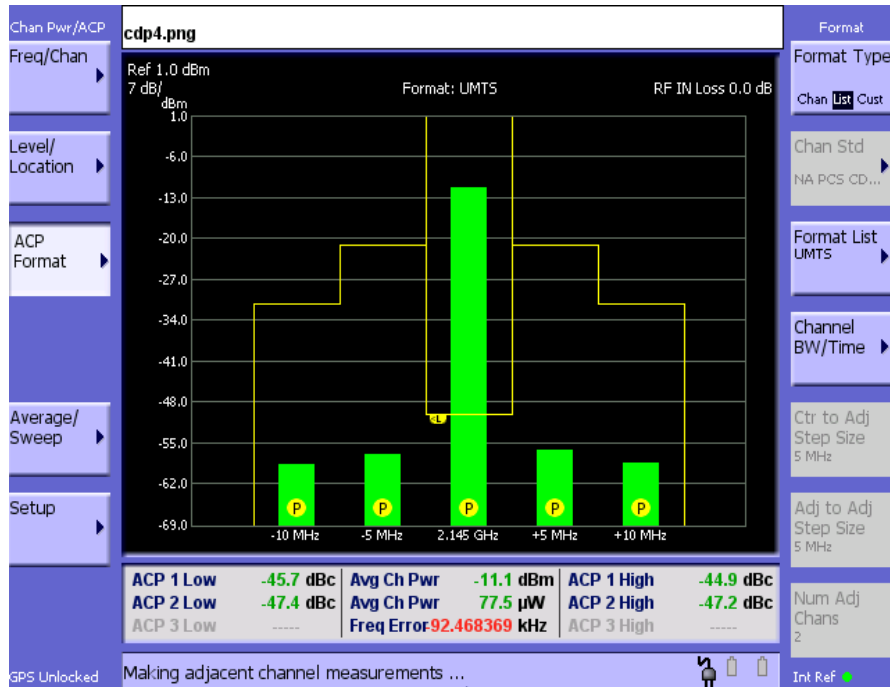 Chan Pwr/ACP
Freq/Chan
Level/
Location
ACP
Format
Average/
Sweep
Setup
GPS Unlocked
cdp4.png
Ref 1.0 dBm
7 dB/
dBm
Format: UMTS
RF IN Loss 0.0 dB
1.0
-6.0
-13.0
-20.0
-27.0
-34.0
-41.0
-48.0
-55.0
-62.0
-69.0
L
P P P P P
-10 MHz -5 MHz 2.145 GHz +5 MHz +10 MHz
ACP 1 Low -45.7 dBc Avg Ch Pwr -11.1 dBm ACP 1 High -44.9 dBc
ACP 2 Low -47.4 dBc Avg Ch Pwr 77.5 µW ACP 2 High -47.2 dBc
ACP 3 Low ----- Freq Error -92.468369 kHz ACP 3 High -----
Making adjacent channel measurements ...
Format
Format Type
Chan List Cust
Chan Std
NA PCS CD...
Format List
UMTS
Channel
BW/Time
Ctr to Adj
Step Size
5 MHz
Adj to Adj
Step Size
5 MHz
Num Adj
Chans
2
Int Ref